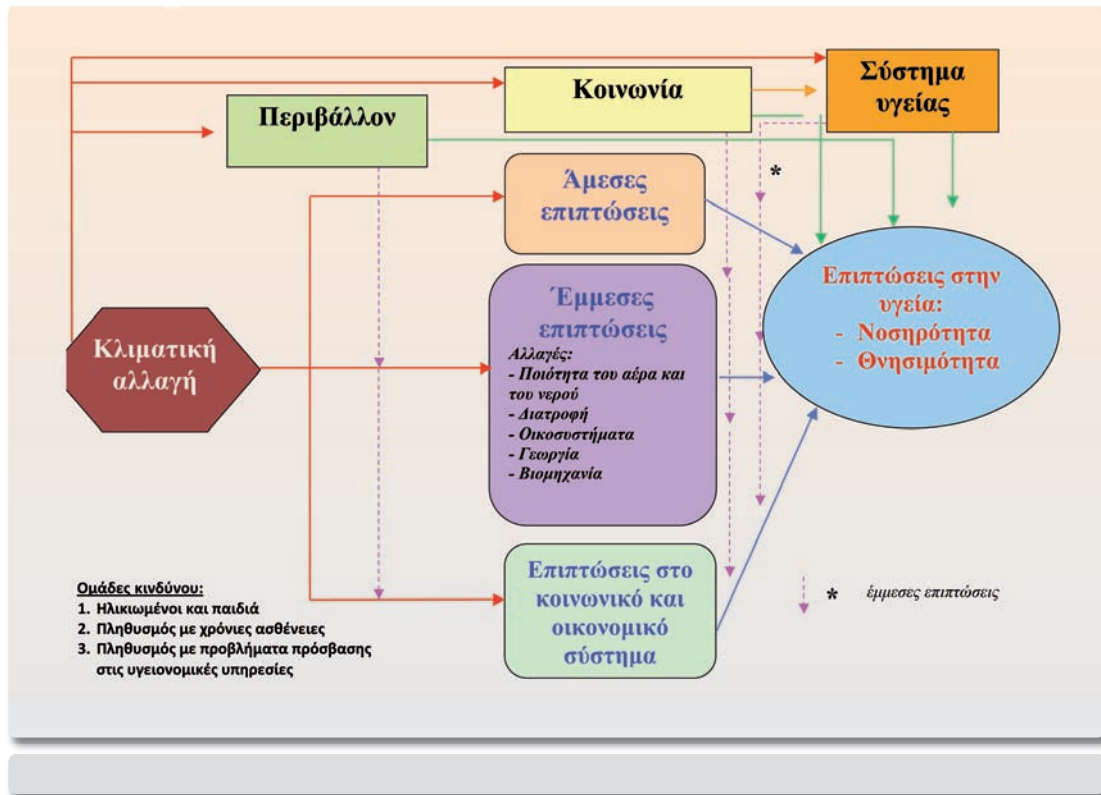 Σύστημα
υγείας
Κοινωνία
Περιβάλλον
Άμεσες
επιπτώσεις
*
Έμμεσες
επιπτώσεις
Αλλαγές:
- Ποιότητα του αέρα και
του νερού
- Διατροφή
- Οικοσυστήματα
- Γεωργία
- Βιομηχανία
Επιπτώσεις στην
υγεία:
- Νοσηρότητα
- Θνησιμότητα
Κλιματική
αλλαγή
Επιπτώσεις στο
κοινωνικό και
οικονομικό
σύστημα
Ομάδες κινδύνου:
1. Ηλικιωμένοι και παιδιά
2. Πληθυσμός με χρόνιες ασθένειες
3. Πληθυσμός με προβλήματα πρόσβασης
στις υγειονομικές υπηρεσίες
* έμμεσες επιπτώσεις